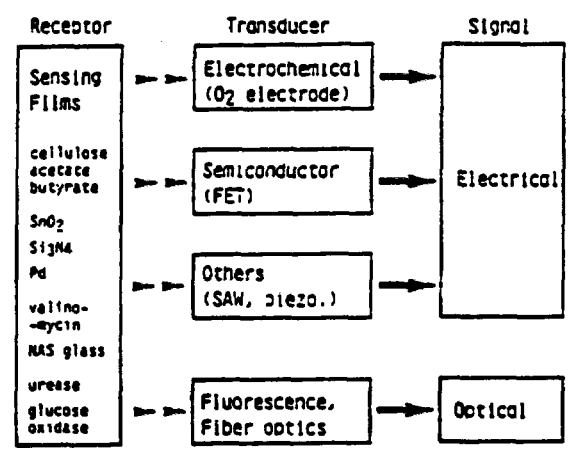 Receptor
Transducer
Signal
Sensing
Films
cellulose
acetate
butyrate
SnO2
Si3N4
Pd
valino-
-mycin
NAS glass
urease
glucose
oxidase
Electrochemical
(O2 electrode)
Semiconductor
(FET)
Others
(SAW, piezo.)
Fluorescence,
Fiber optics
Electrical
Optical